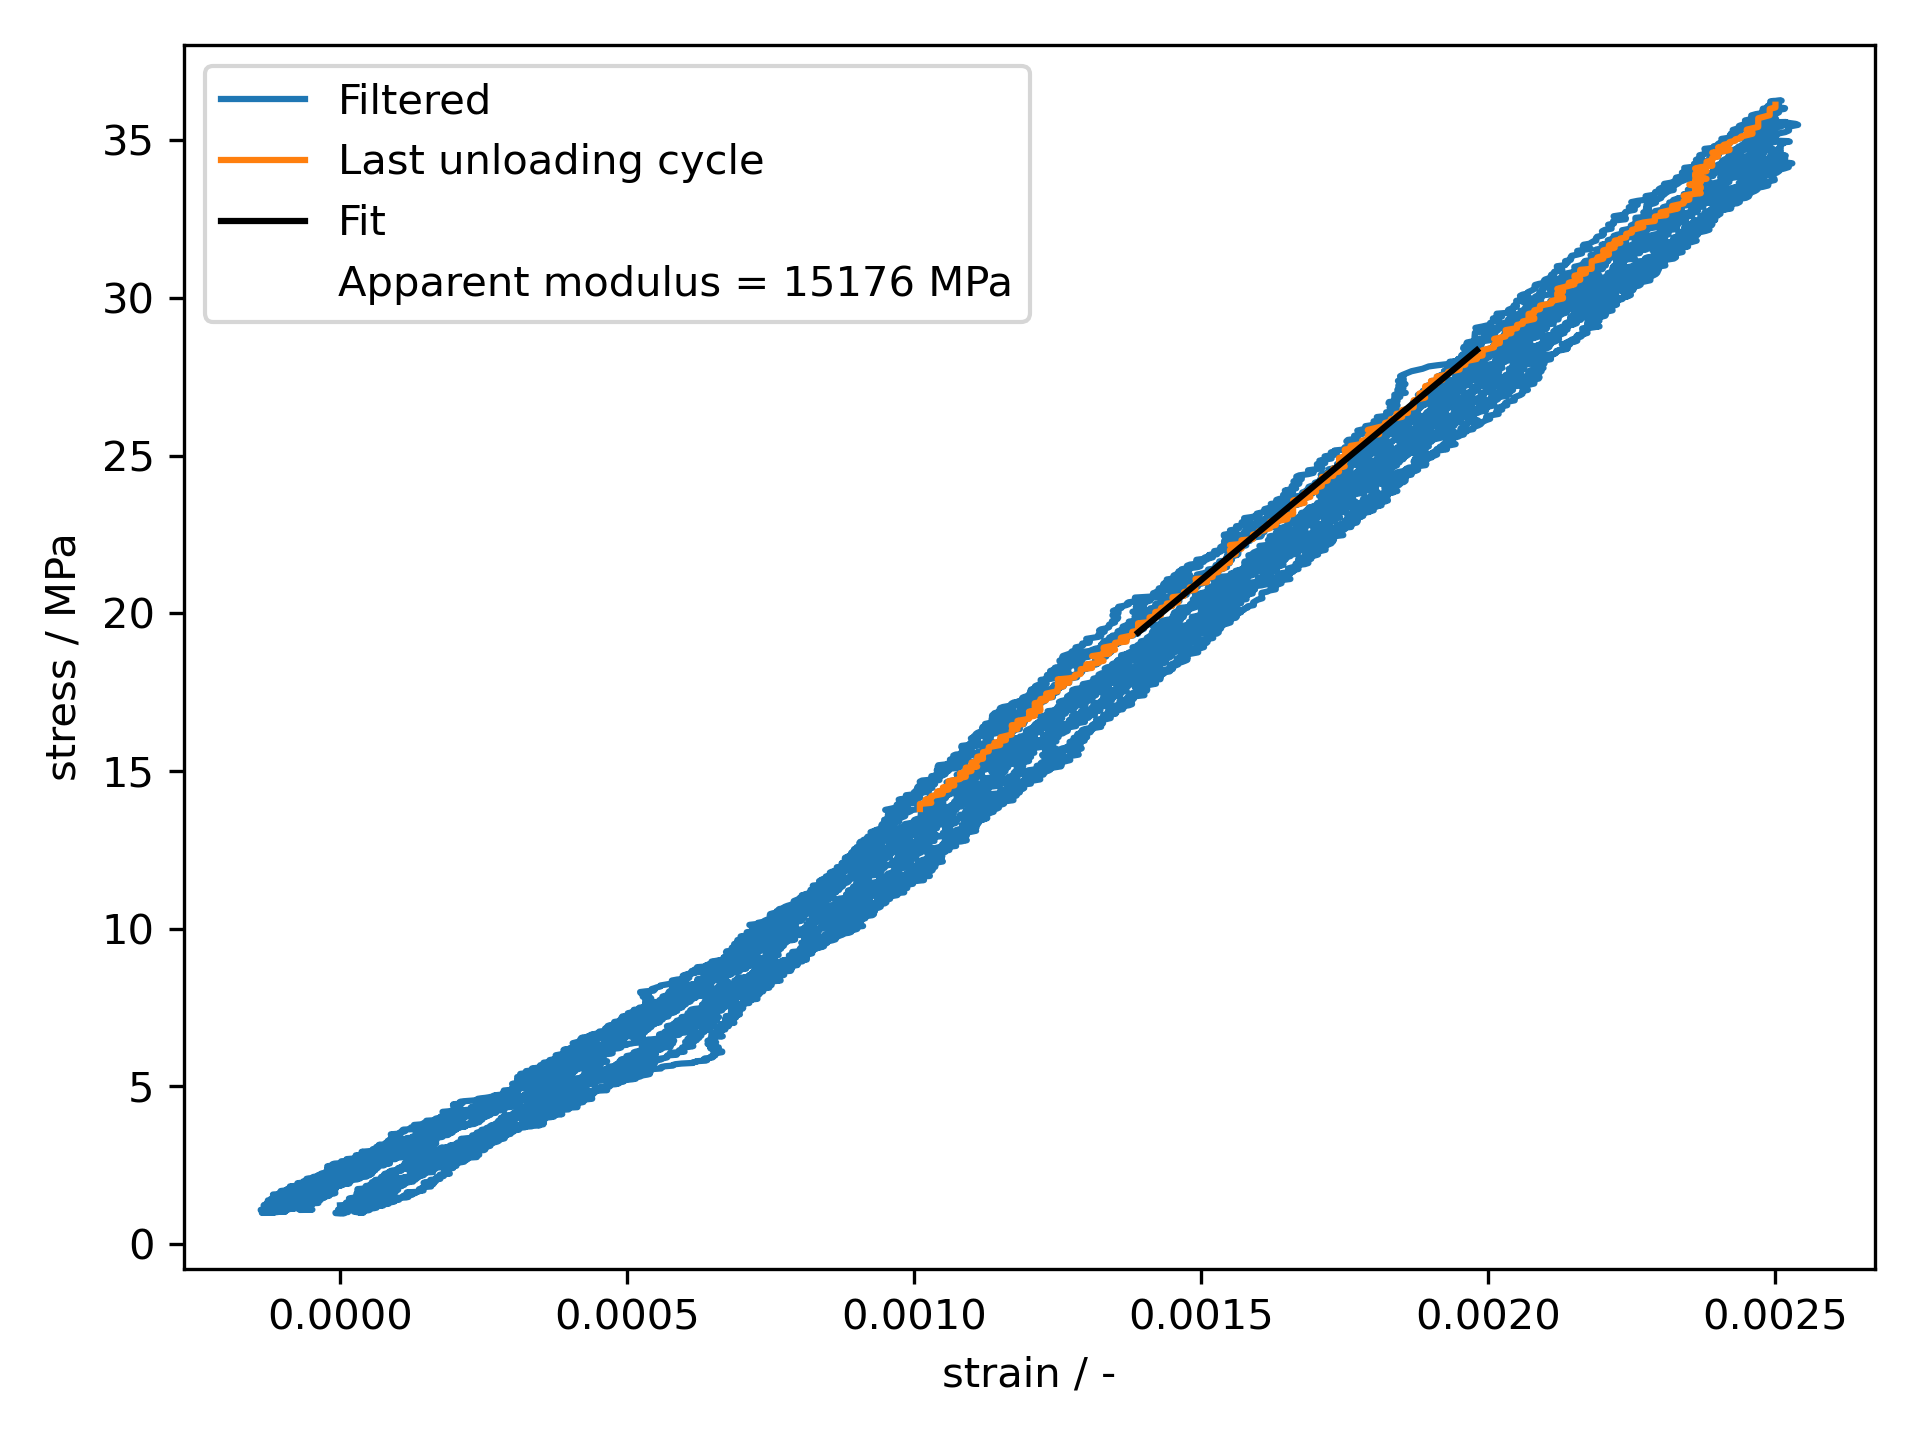 Filtered
Last unloading cycle
Fit
Apparent modulus = 15176 MPa
35
30
25
20
15
10
5
0
stress / MPa
0.0000 0.0005 0.0010 0.0015 0.0020 0.0025
strain / -